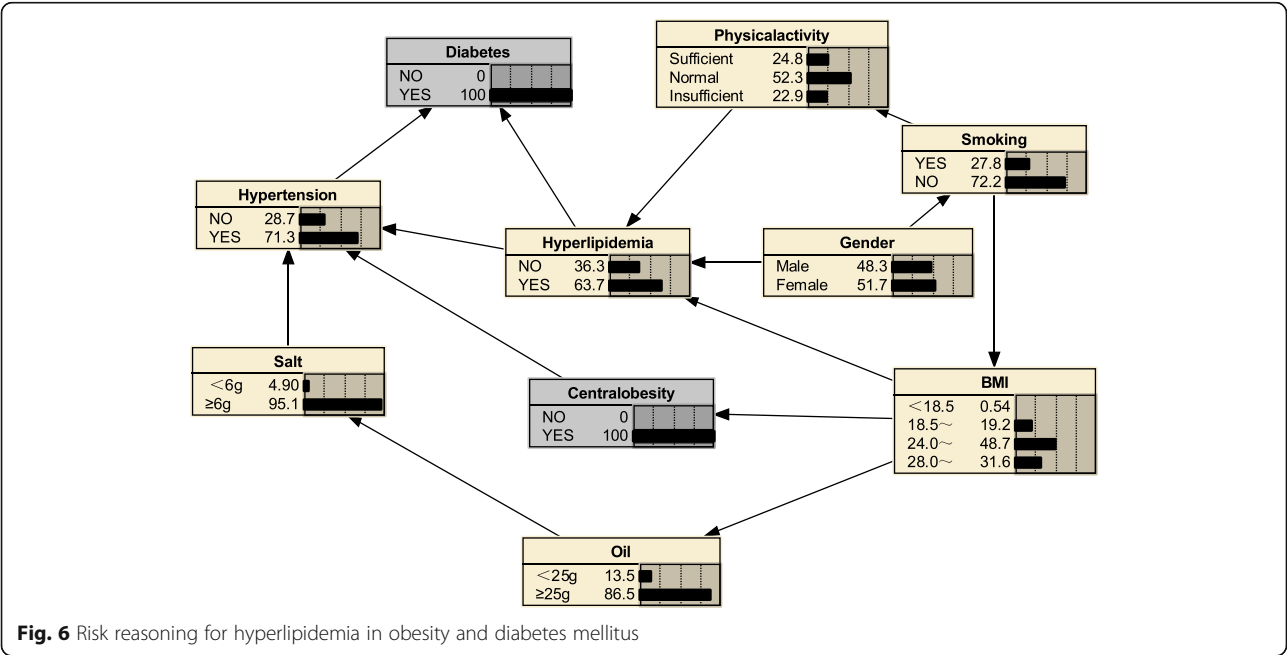 Diabetes
NO 0
YES 100
Physicalactivity
Sufficient 24.8
Normal 52.3
Insufficient 22.9
Smoking
YES 27.8
NO 72.2
Hypertension
NO 28.7
YES 71.3
Hyperlipidemia
NO 36.3
YES 63.7
Gender
Male 48.3
Female 51.7
Salt
<6g 4.90
≥6g 95.1
Centralobesity
NO 0
YES 100
BMI
<18.5 0.54
18.5~ 19.2
24.0~ 48.7
28.0~ 31.6
Oil
<25g 13.5
≥25g 86.5
Fig. 6 Risk reasoning for hyperlipidemia in obesity and diabetes mellitus